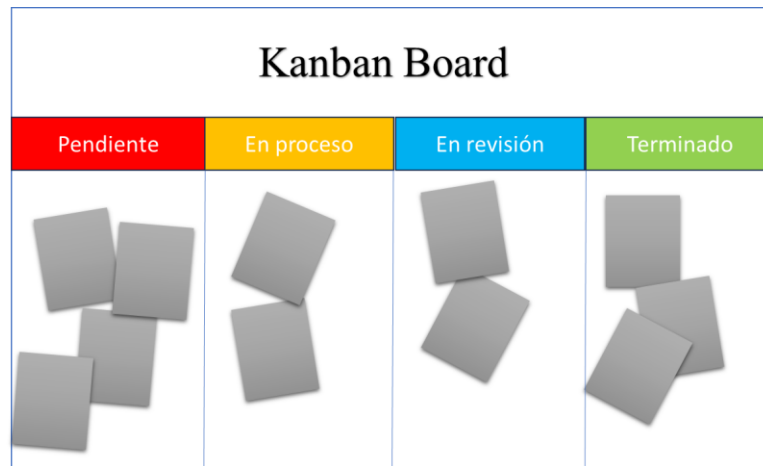 Kanban Board
Pendiente En proceso En revisión Terminado